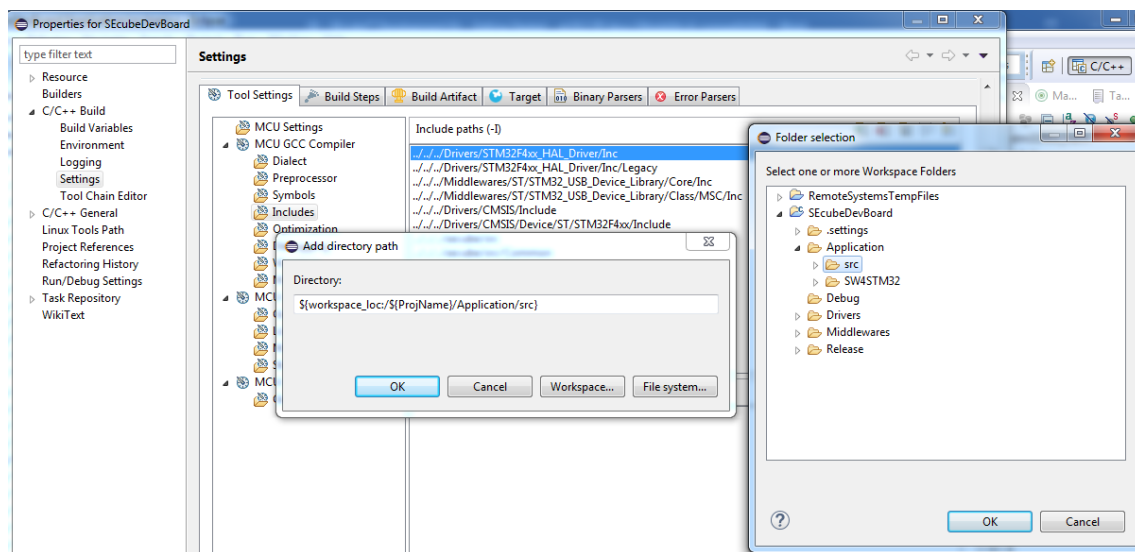 Properties for SEcubeDevBoard
type filter text
Resource
Builders
C/C++ Build
Build Variables
Environment
Logging
Settings
Tool Chain Editor
C/C++ General
Linux Tools Path
Project References
Refactoring History
Run/Debug Settings
Task Repository
WikiText
Settings
Tool Settings Build Steps Build Artifact Target Binary Parsers Error Parsers
MCU Settings
MCU GCC Compiler
Dialect
Preprocessor
Symbols
Includes
Optimization
Include paths (-I)
../../../Drivers/STM32F4xx_HAL_Driver/Inc
../../../Drivers/STM32F4xx_HAL_Driver/Inc/Legacy
../../../Middlewares/ST/STM32_USB_Device_Library/Core/Inc
../../../Middlewares/ST/STM32_USB_Device_Library/Class/MSC/Inc
../../../Drivers/CMSIS/Include
../../../Drivers/CMSIS/Device/ST/STM32F4xx/Include
Add directory path
Directory:
${workspace_loc:/${ProjName}/Application/src}
OK Cancel Workspace... File system...
C/C++
Ma... Ta...
Folder selection
Select one or more Workspace Folders
RemoteSystemsTempFiles
SEcubeDevBoard
.settings
Application
src
SW4STM32
Debug
Drivers
Middlewares
Release
OK Cancel